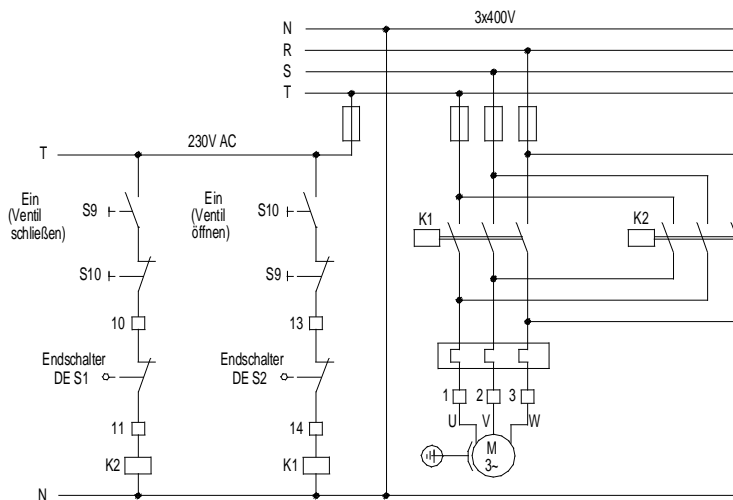 3x400V
N
R
S
T
230V AC
T
Ein
(Ventil
schließen)
S9
Ein
(Ventil
öffnen)
S10
K1
K2
S10
S9
10
13
Endschalter
DE S1
Endschalter
DE S2
1
2
3
U
V
W
11
14
M
3~
K2
K1
N